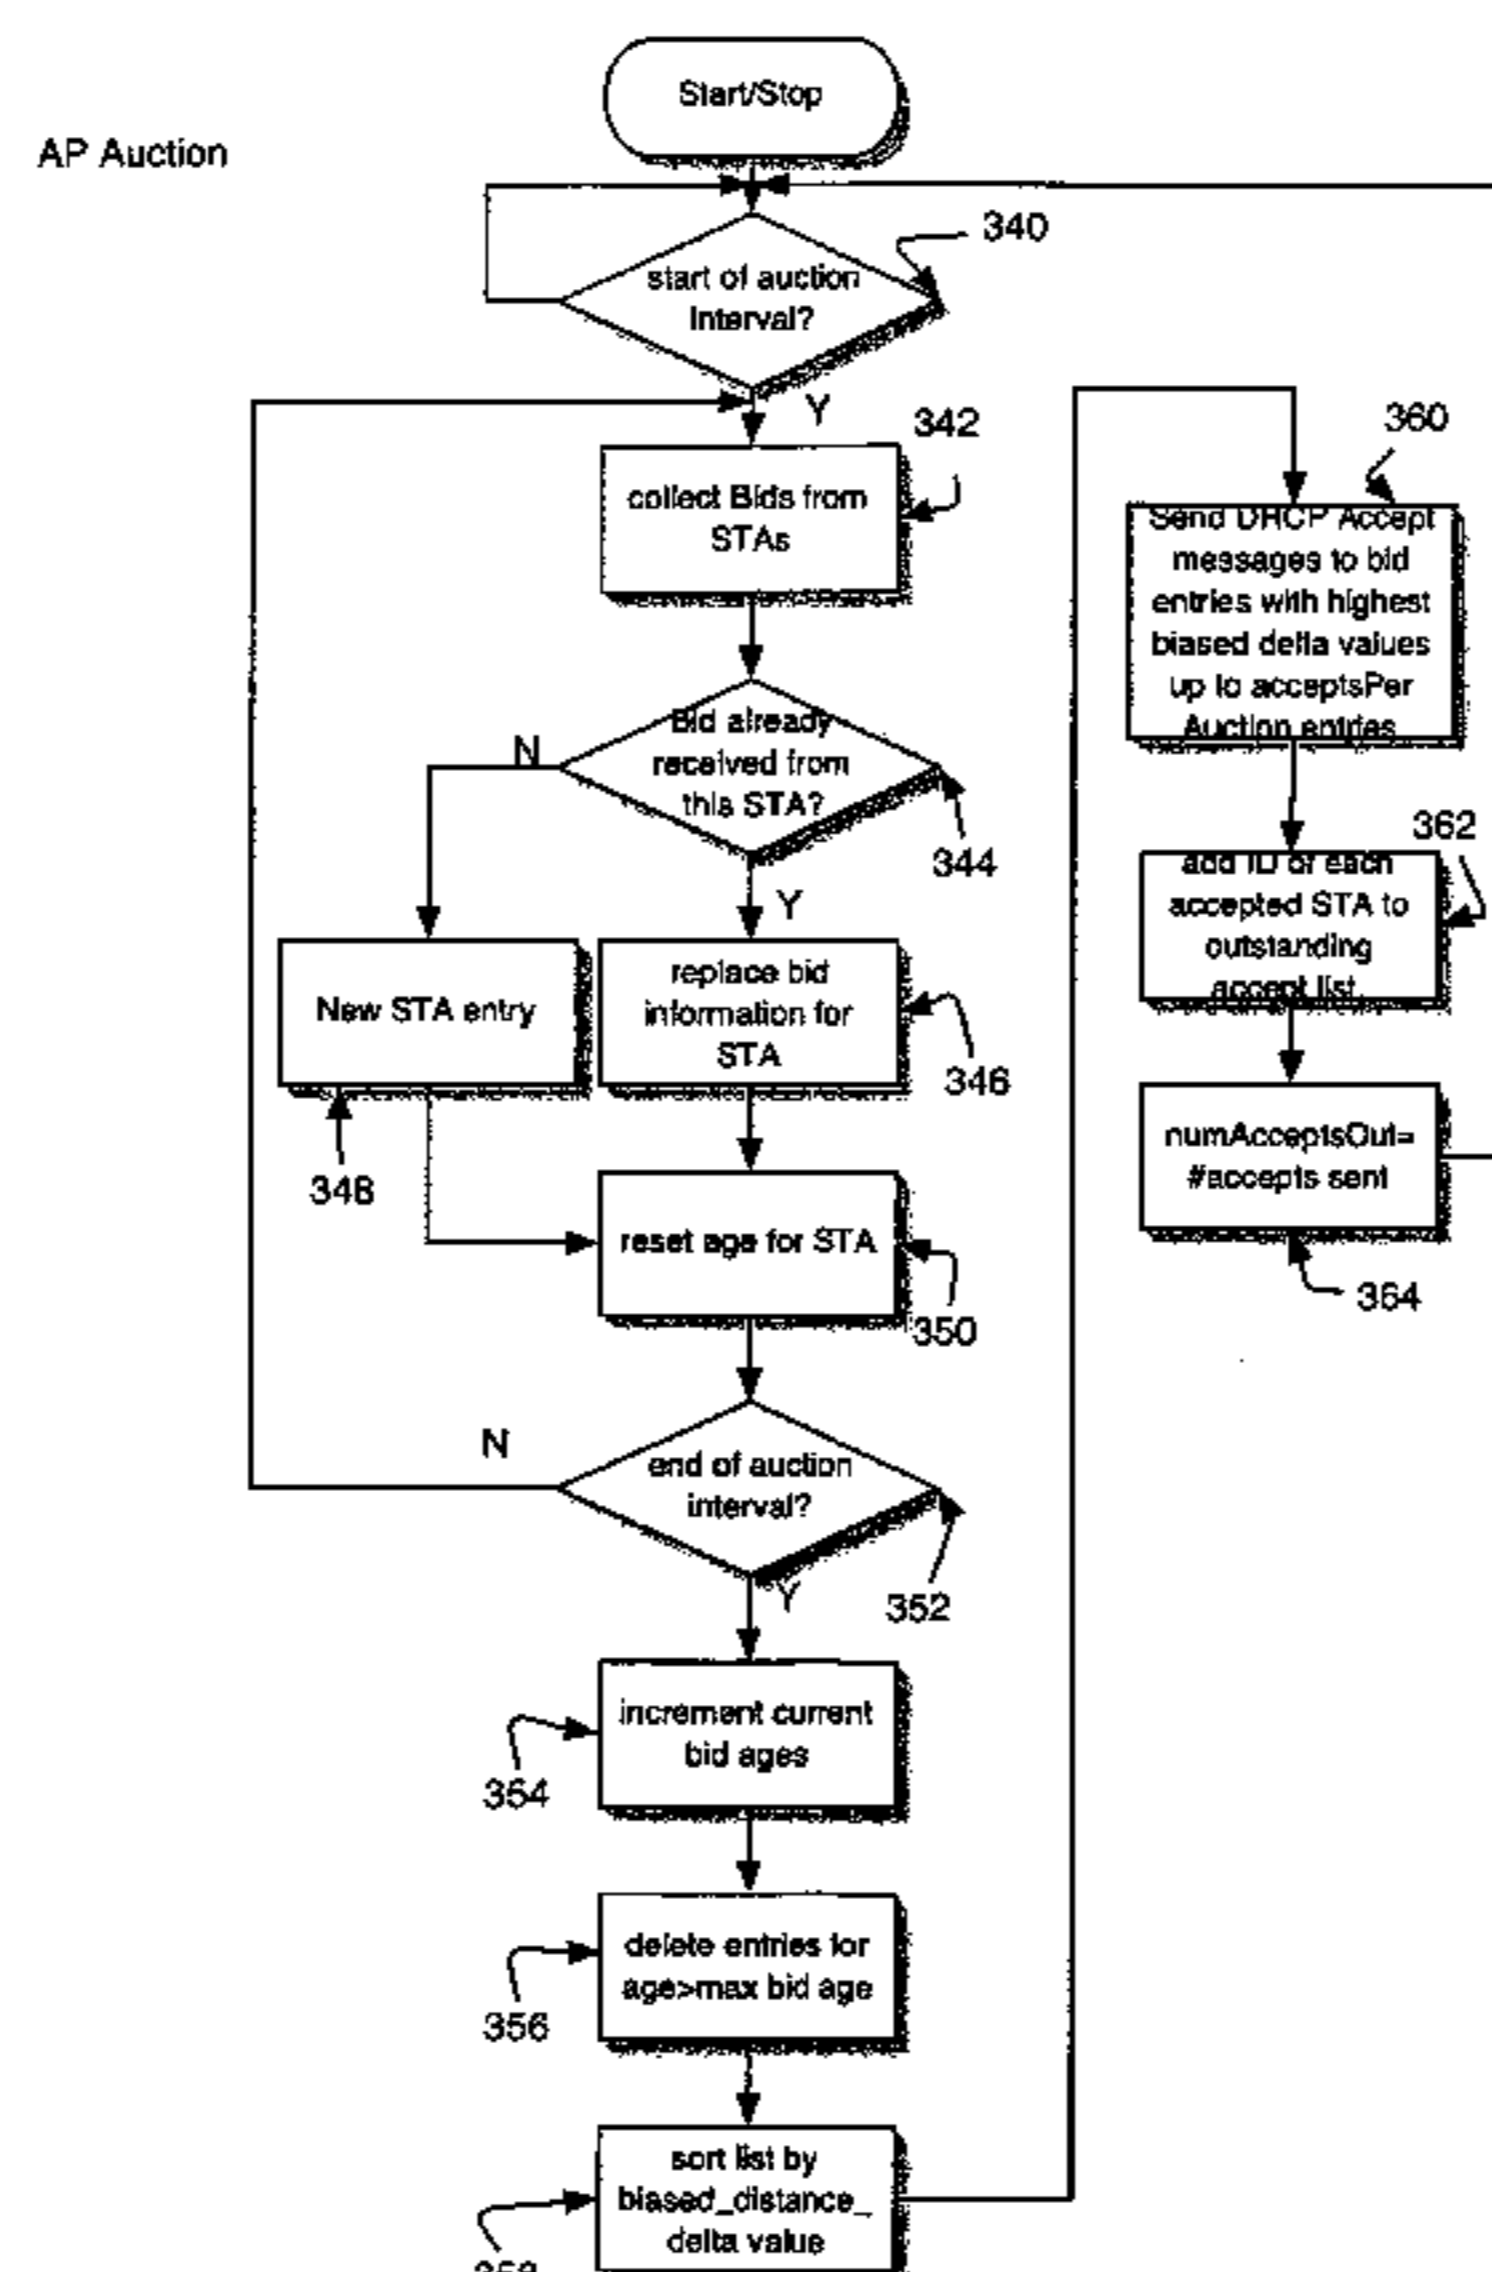 Start/Stop
AP Auction
340
start of auction
interval?
Y
342
collect Bids from
STAs
Bid already
received from
this STA?
N
344
Y
New STA entry
348
replace bid
information for
STA
346
reset age for STA
350
end of auction
interval?
N
352
Y
increment current
bid ages
354
delete entries for
age>max bid age
356
sort list by
biased_distance_
delta value
358
360
Send DRCP Accept
messages to bid
entries with highest
biased delta values
up to acceptsPer
Auction entries
362
add ID of each
accepted STA to
outstanding
accept list.
numAcceptsOut=
#accepts sent
364